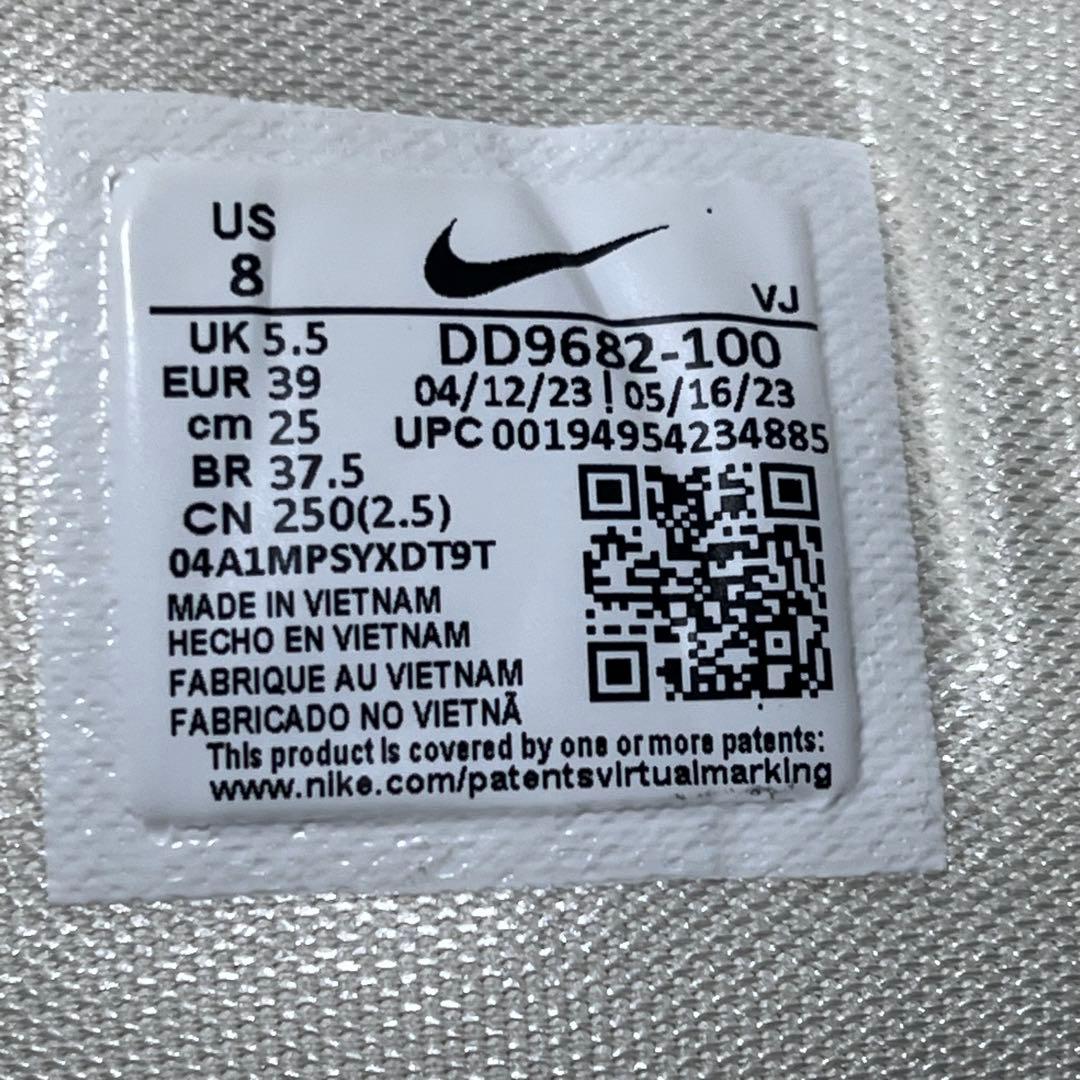 US
8
VJ
UK 5.5
EUR 39
cm 25
BR 37.5
CN 250(2.5)
DD9682-100
04/12/23 | 05/16/23
UPC 00194954234885
04A1MPSYXDT9T
MADE IN VIETNAM
HECHO EN VIETNAM
FABRIQUE AU VIETNAM
FABRICADO NO VIETNÃ
This product is covered by one or more patents:
www.nike.com/patentsvirtualmarking